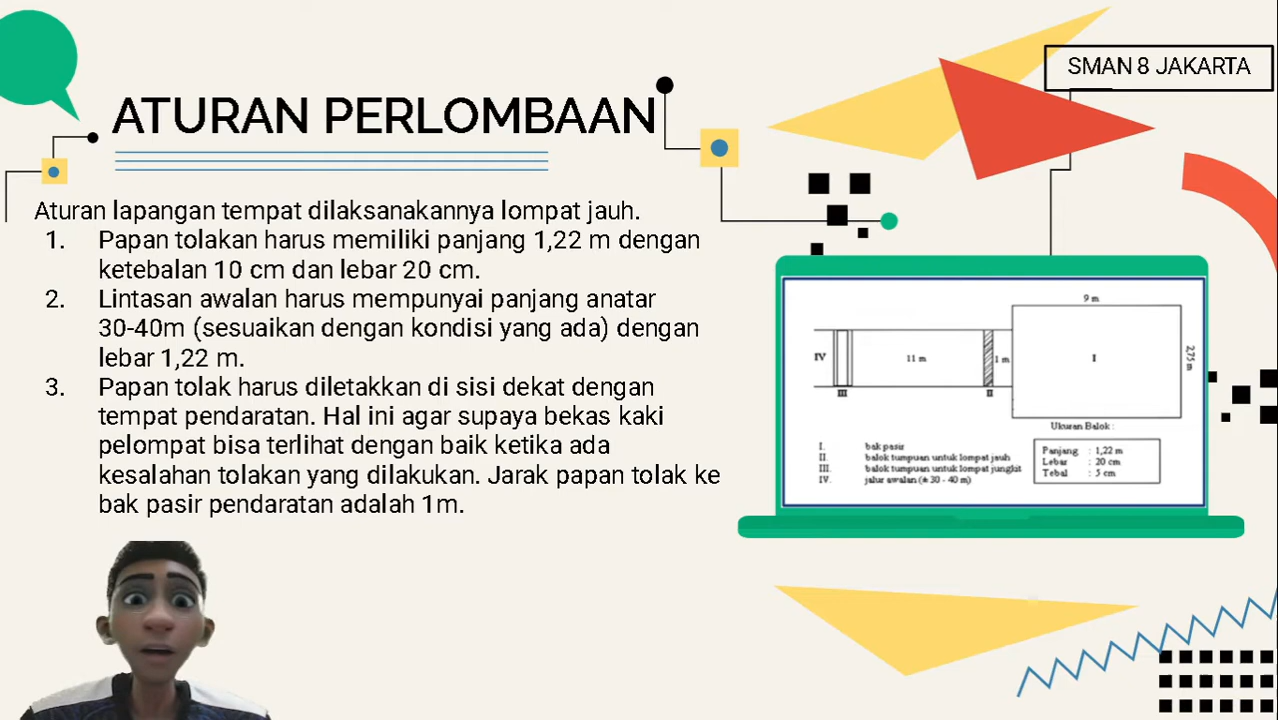 SMAN 8 JAKARTA
ATURAN PERLOMBAAN
Aturan lapangan tempat dilaksanakannya lompat jauh.
1. Papan tolakan harus memiliki panjang 1,22 m dengan
ketebalan 10 cm dan lebar 20 cm.
2. Lintasan awalan harus mempunyai panjang anatar
30-40m (sesuaikan dengan kondisi yang ada) dengan
lebar 1,22 m.
3. Papan tolak harus diletakkan di sisi dekat dengan
tempat pendaratan. Hal ini agar supaya bekas kaki
pelompat bisa terlihat dengan baik ketika ada
kesalahan tolakan yang dilakukan. Jarak papan tolak ke
bak pasir pendaratan adalah 1m.
9 m
IV
11 m
1 m
I
2,75 m
III
II
Ukuran Balok :
I. bak pasir
II. balok tumpuan untuk lompat jauh
III. balok tumpuan untuk lompat jungkit
IV. jalur awalan (± 30 - 40 m)
Panjang : 1,22 m
Lebar : 20 cm
Tebal : 5 cm